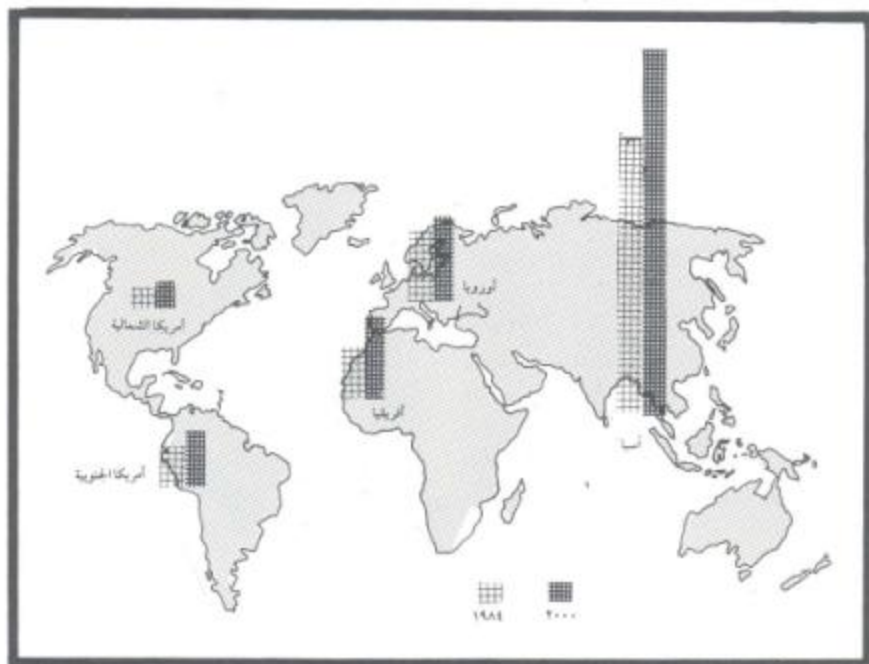 أوروبا
أمريكا الشمالية
أفريقيا
آسيا
أمريكا الجنوبية
١٩٨٤
٢٠٠٠